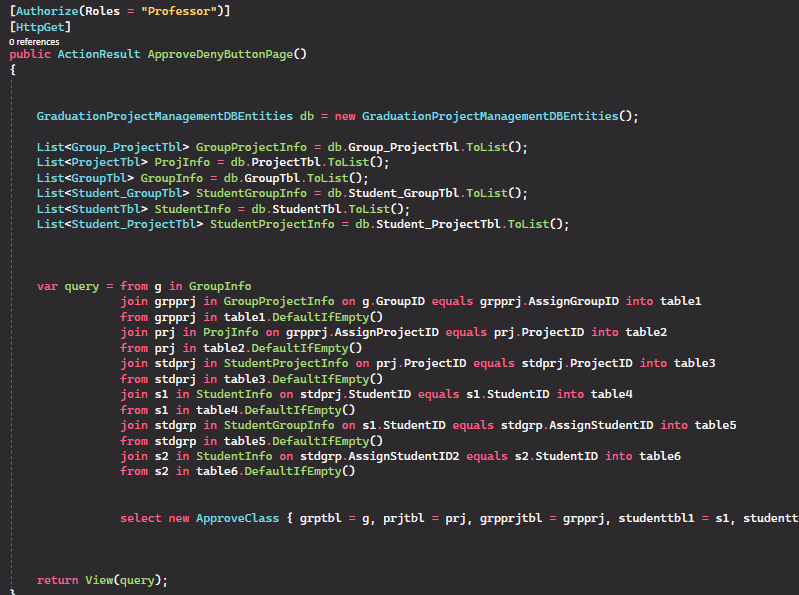 [Authorize(Roles = "Professor")]
[HttpGet]
0 references
public ActionResult ApproveDenyButtonPage()
{
GraduationProjectManagementDBEntities db = new GraduationProjectManagementDBEntities();
List<Group_ProjectTbl> GroupProjectInfo = db.Group_ProjectTbl.ToList();
List<ProjectTbl> ProjInfo = db.ProjectTbl.ToList();
List<GroupTbl> GroupInfo = db.GroupTbl.ToList();
List<Student_GroupTbl> StudentGroupInfo = db.Student_GroupTbl.ToList();
List<StudentTbl> StudentInfo = db.StudentTbl.ToList();
List<Student_ProjectTbl> StudentProjectInfo = db.Student_ProjectTbl.ToList();
var query = from g in GroupInfo
join grpprj in GroupProjectInfo on g.GroupID equals grpprj.AssignGroupID into table1
from grpprj in table1.DefaultIfEmpty()
join prj in ProjInfo on grpprj.AssignProjectID equals prj.ProjectID into table2
from prj in table2.DefaultIfEmpty()
join stdprj in StudentProjectInfo on prj.ProjectID equals stdprj.ProjectID into table3
from stdprj in table3.DefaultIfEmpty()
join s1 in StudentInfo on stdprj.StudentID equals s1.StudentID into table4
from s1 in table4.DefaultIfEmpty()
join stdgrp in StudentGroupInfo on s1.StudentID equals stdgrp.AssignStudentID into table5
from stdgrp in table5.DefaultIfEmpty()
join s2 in StudentInfo on stdgrp.AssignStudentID2 equals s2.StudentID into table6
from s2 in table6.DefaultIfEmpty()
select new ApproveClass { grptbl = g, prjtbl = prj, grpprjtbl = grpprj, studenttbl1 = s1, studentt
return View(query);
}